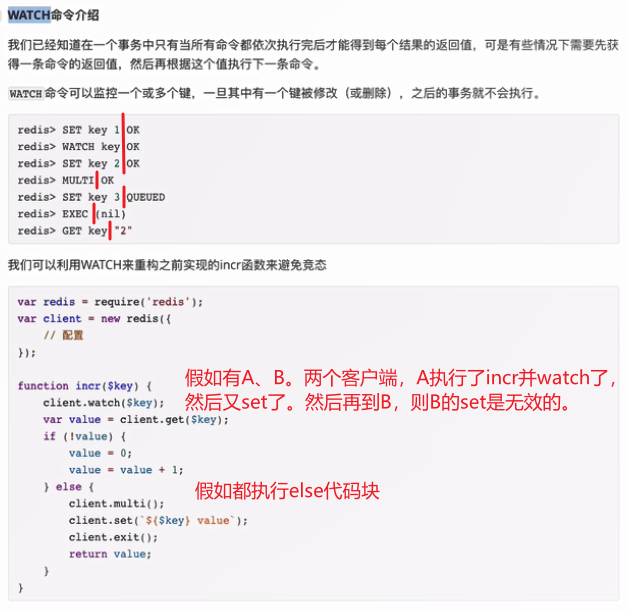 WATCH命令介绍
我们已经知道在一个事务中只有当所有命令都依次执行完后才能得到每个结果的返回值，可是有些情况下需要先获
得一条命令的返回值，然后再根据这个值执行下一条命令。
WATCH命令可以监控一个或多个键，一旦其中有一个键被修改（或删除），之后的事务就不会执行。
redis> SET key 1 OK
redis> WATCH key OK
redis> SET key 2 OK
redis> MULTI OK
redis> SET key 3 QUEUED
redis> EXEC (nil)
redis> GET key "2"
我们可以利用WATCH来重构之前实现的incr函数来避免竞态
var redis = require('redis');
var client = new redis({
// 配置
});
假如有A、B。两个客户端，A执行了incr并watch了，
function incr($key) {
然后又set了。然后再到B，则B的set是无效的。
client.watch($key);
var value = client.get($key);
if (!value) {
value = 0;
value = value + 1;
} else {
假如都执行else代码块
client.multi();
client.set(`${$key} value`);
client.exit();
return value;
}
}